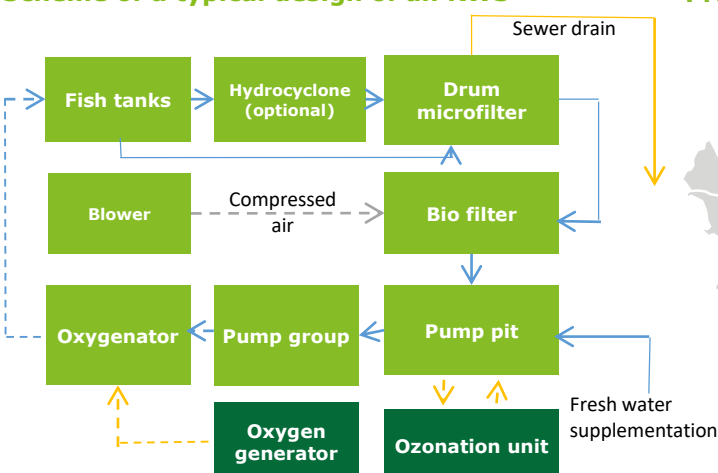 Sewer drain
Fish tanks
Hydrocyclone
(optional)
Drum
microfilter
Blower
Compressed
air
Bio filter
Oxygenator
Pump group
Pump pit
Oxygen
generator
Ozonation unit
Fresh water
supplementation